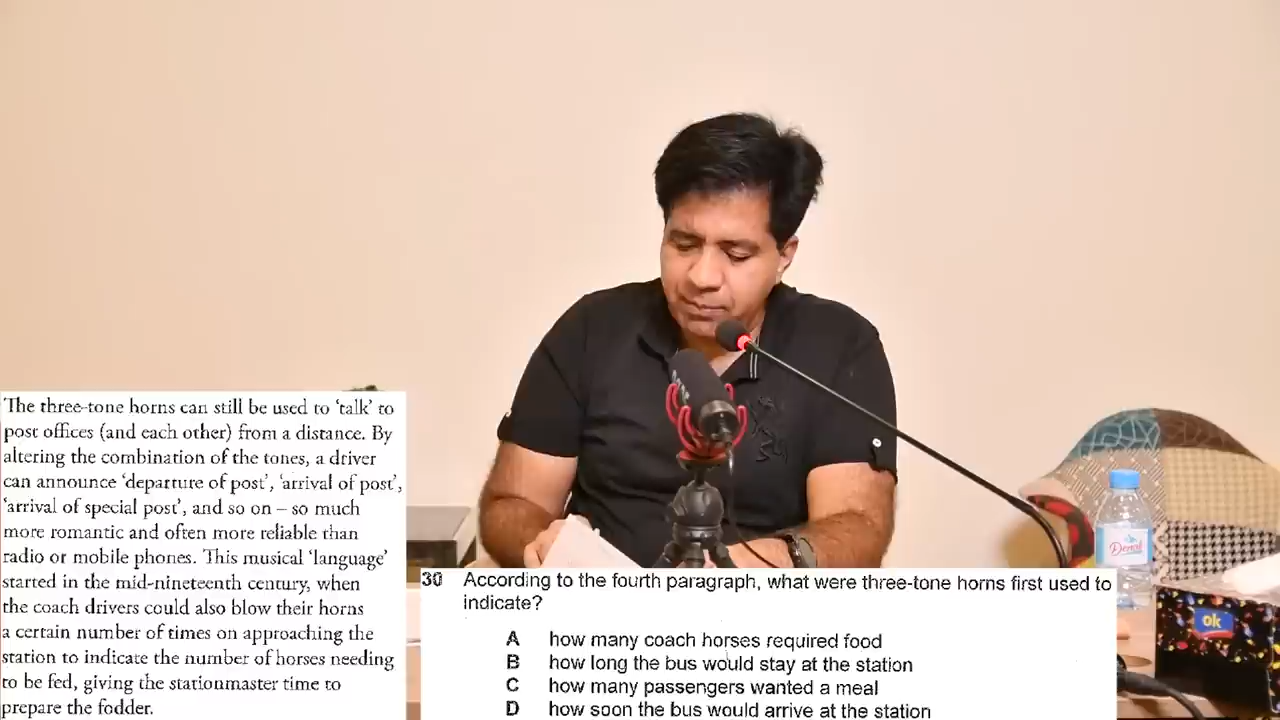 The three-tone horns can still be used to 'talk' to
post offices (and each other) from a distance. By
altering the combination of the tones, a driver
can announce 'departure of post', 'arrival of post',
'arrival of special post', and so on – so much
more romantic and often more reliable than
radio or mobile phones. This musical 'language'
started in the mid-nineteenth century, when
the coach drivers could also blow their horns
a certain number of times on approaching the
station to indicate the number of horses needing
to be fed, giving the stationmaster time to
prepare the fodder.
30 According to the fourth paragraph, what were three-tone horns first used to
indicate?
A how many coach horses required food
B how long the bus would stay at the station
C how many passengers wanted a meal
D how soon the bus would arrive at the station
ok